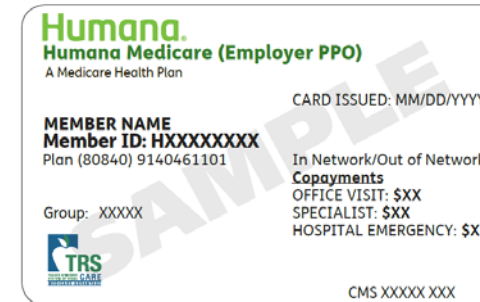 Humana.
Humana Medicare (Employer PPO)
A Medicare Health Plan
CARD ISSUED: MM/DD/YYYY
MEMBER NAME
Member ID: HXXXXXXXX
Plan (80840) 9140461101
In Network/Out of Network
Copayments
OFFICE VISIT: $XX
Group: XXXXX
SPECIALIST: $XX
HOSPITAL EMERGENCY: $X
SAMPLE
TRS
CARE
CMS XXXXX XXX